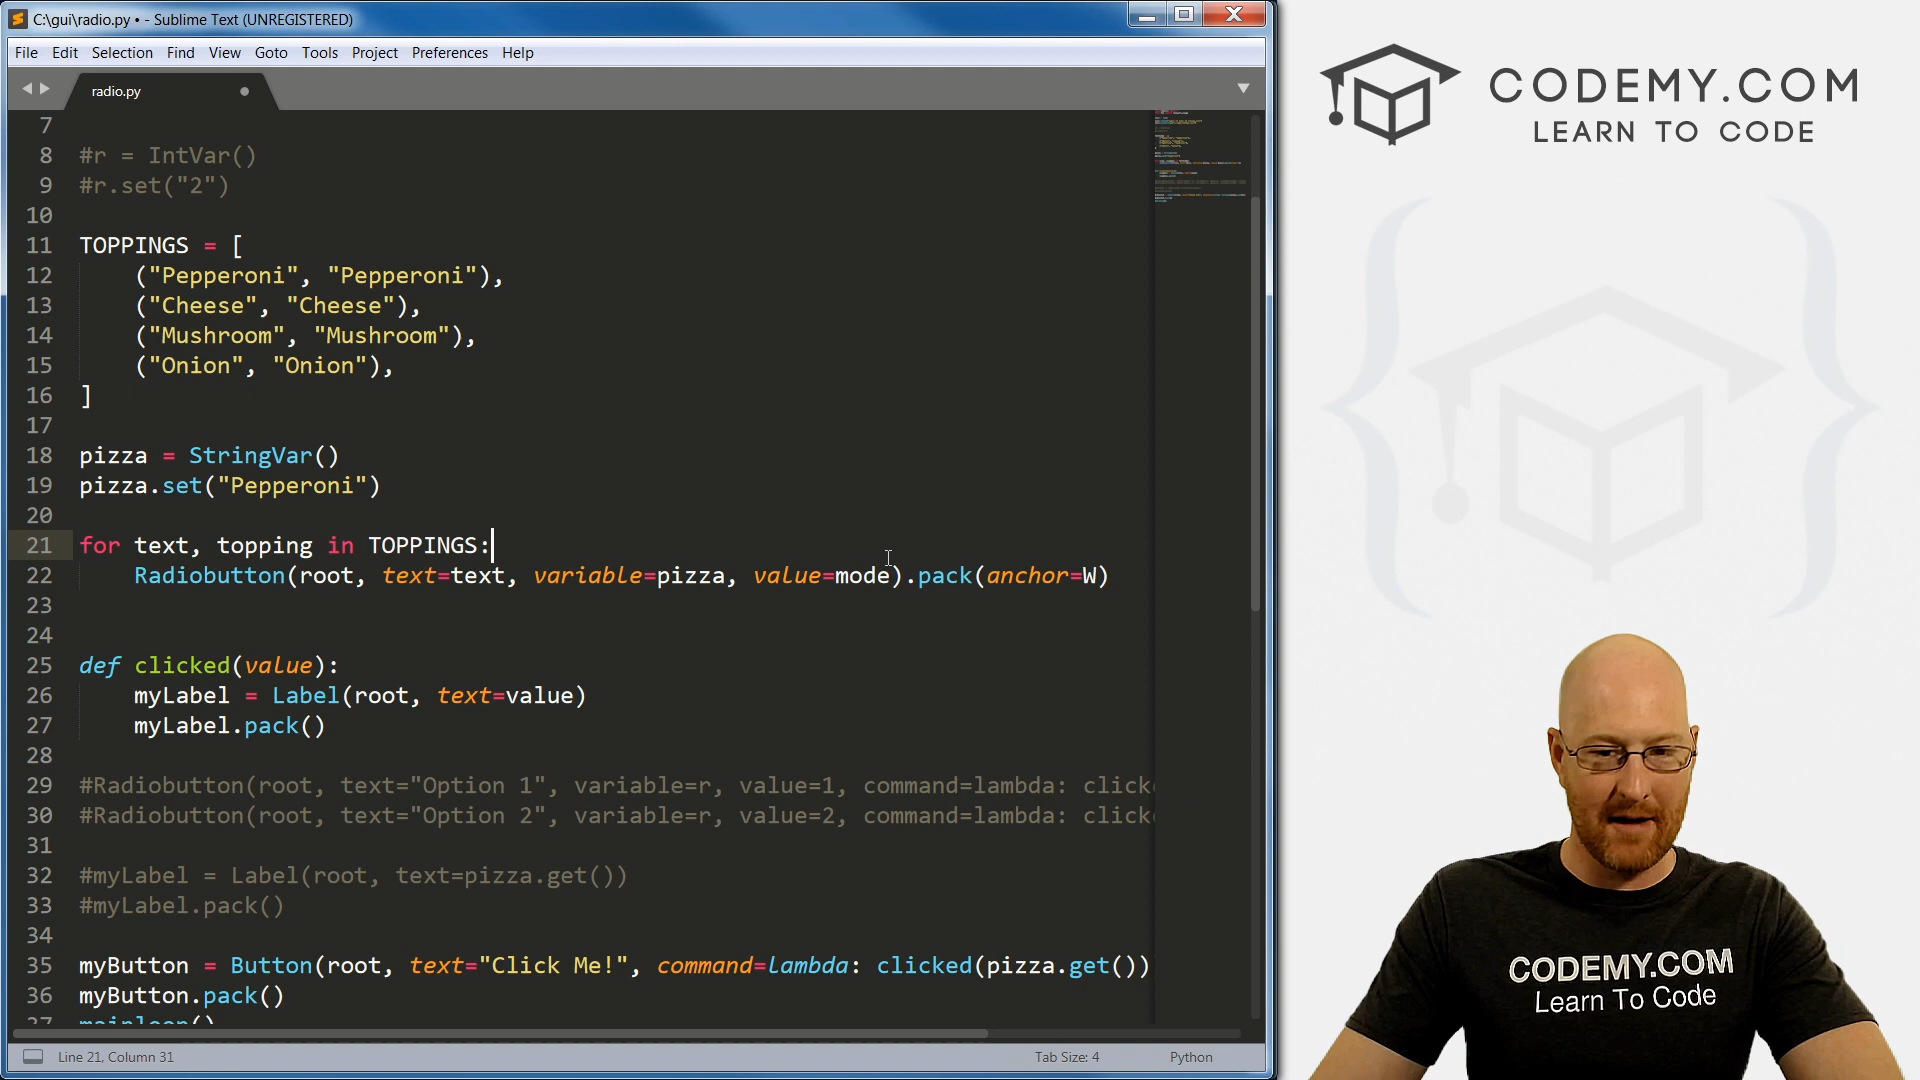 C:\gui\radio.py • - Sublime Text (UNREGISTERED)
File Edit Selection Find View Goto Tools Project Preferences Help
radio.py
7
8 #r = IntVar()
9 #r.set("2")
10
11 TOPPINGS = [
12     ("Pepperoni", "Pepperoni"),
13     ("Cheese", "Cheese"),
14     ("Mushroom", "Mushroom"),
15     ("Onion", "Onion"),
16 ]
17
18 pizza = StringVar()
19 pizza.set("Pepperoni")
20
21 for text, topping in TOPPINGS:
22     Radiobutton(root, text=text, variable=pizza, value=mode).pack(anchor=W)
23
24
25 def clicked(value):
26     myLabel = Label(root, text=value)
27     myLabel.pack()
28
29 #Radiobutton(root, text="Option 1", variable=r, value=1, command=lambda: click
30 #Radiobutton(root, text="Option 2", variable=r, value=2, command=lambda: click
31
32 #myLabel = Label(root, text=pizza.get())
33 #myLabel.pack()
34
35 myButton = Button(root, text="Click Me!", command=lambda: clicked(pizza.get())
36 myButton.pack()
37 mainloop()
Line 21, Column 31
Tab Size: 4
Python
CODEMY.COM
LEARN TO CODE
CODEMY.COM
Learn To Code